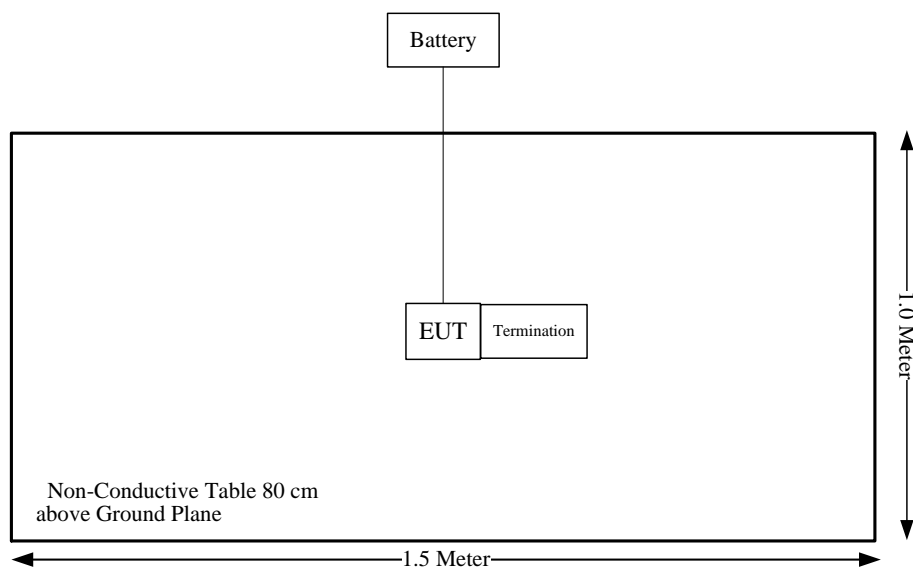 Battery
EUT
Termination
1.0 Meter
Non-Conductive Table 80 cm
above Ground Plane
1.5 Meter